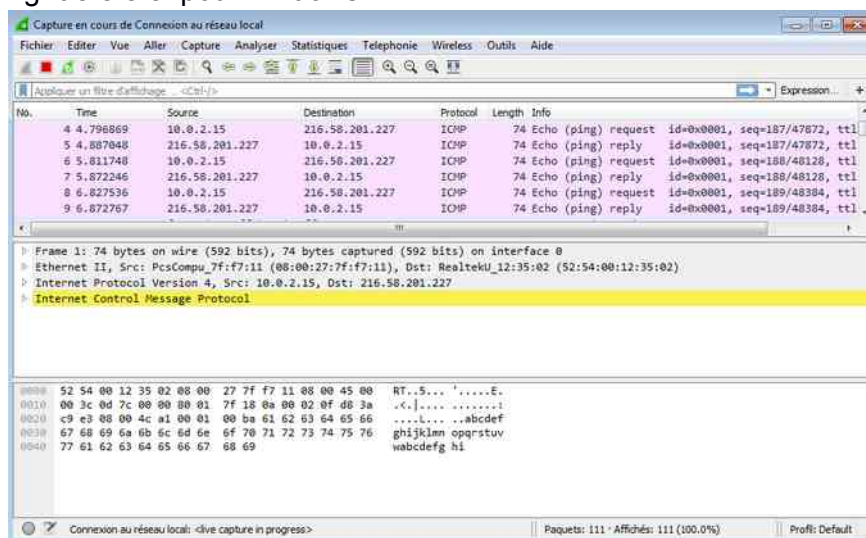 Capture en cours de Connexion au réseau local
Fichier Editer Vue Aller Capture Analyser Statistiques Telephonie Wireless Outils Aide
Appliquer un filtre d'affichage ... <Ctrl-/> Expression... +
No. Time Source Destination Protocol Length Info
4 4.796869 10.0.2.15 216.58.201.227 ICMP 74 Echo (ping) request id=0x0001, seq=187/47872, ttl
5 4.887048 216.58.201.227 10.0.2.15 ICMP 74 Echo (ping) reply id=0x0001, seq=187/47872, ttl
6 5.811748 10.0.2.15 216.58.201.227 ICMP 74 Echo (ping) request id=0x0001, seq=188/48128, ttl
7 5.872246 216.58.201.227 10.0.2.15 ICMP 74 Echo (ping) reply id=0x0001, seq=188/48128, ttl
8 6.827536 10.0.2.15 216.58.201.227 ICMP 74 Echo (ping) request id=0x0001, seq=189/48384, ttl
9 6.872767 216.58.201.227 10.0.2.15 ICMP 74 Echo (ping) reply id=0x0001, seq=189/48384, ttl
Frame 1: 74 bytes on wire (592 bits), 74 bytes captured (592 bits) on interface 0
Ethernet II, Src: PcsCompu_7f:f7:11 (08:00:27:7f:f7:11), Dst: RealtekU_12:35:02 (52:54:00:12:35:02)
Internet Protocol Version 4, Src: 10.0.2.15, Dst: 216.58.201.227
Internet Control Message Protocol
0000 52 54 00 12 35 02 08 00 27 7f f7 11 08 00 45 00 RT..5... '.....E.
0010 00 3c 0d 7c 00 00 80 01 7f 18 0a 00 02 0f d8 3a .<.|.... .......:
0020 c9 e3 08 00 4c a1 00 01 00 ba 61 62 63 64 65 66 ....L... ..abcdef
0030 67 68 69 6a 6b 6c 6d 6e 6f 70 71 72 73 74 75 76 ghijklmn opqrstuv
0040 77 61 62 63 64 65 66 67 68 69 wabcdefg hi
Connexion au réseau local: <live capture in progress> Paquets: 111 · Affichés: 111 (100.0%) Profil: Default